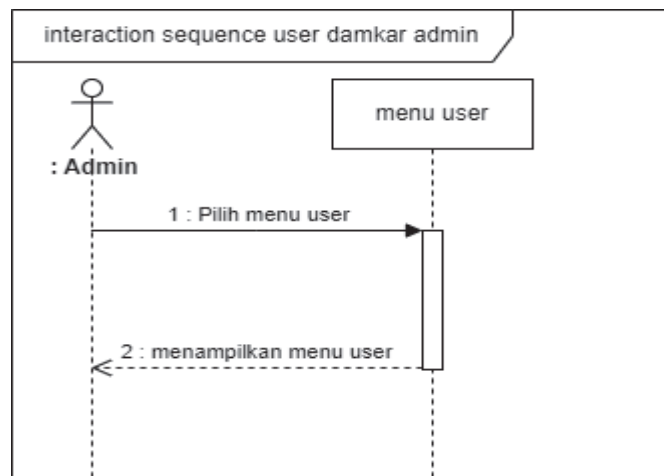 interaction sequence user damkar admin
menu user
: Admin
1 : Pilih menu user
2 : menampilkan menu user